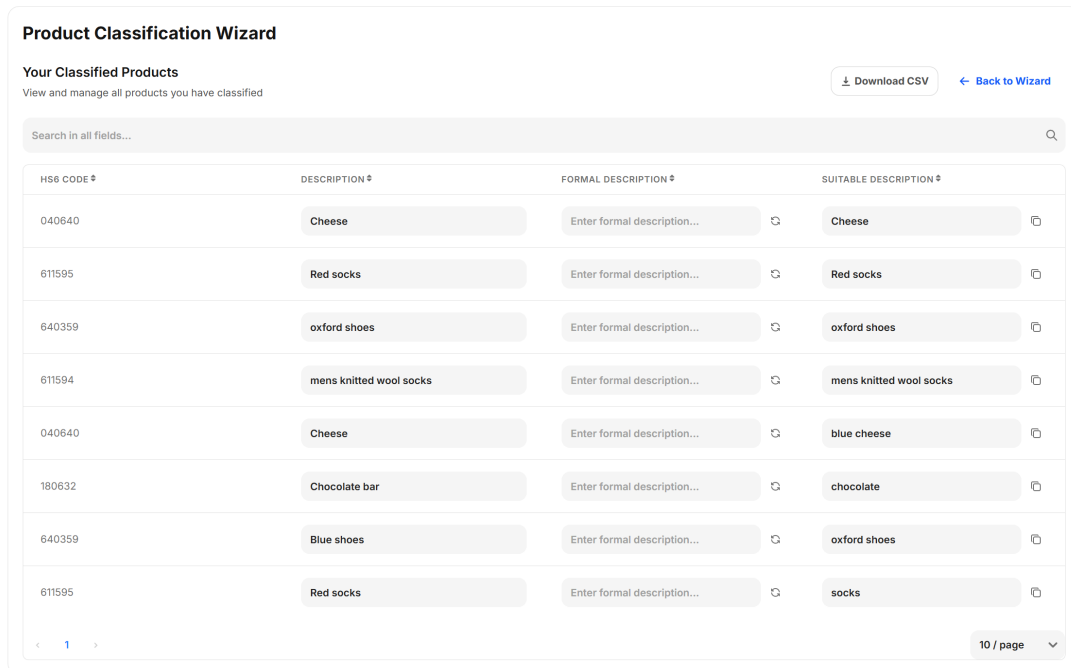 Product Classification Wizard
Your Classified Products
Download CSV
Back to Wizard
View and manage all products you have classified
Search in all fields...
HS6 CODE DESCRIPTION FORMAL DESCRIPTION SUITABLE DESCRIPTION
040640 Cheese Enter formal description... Cheese
611595 Red socks Enter formal description... Red socks
640359 oxford shoes Enter formal description... oxford shoes
611594 mens knitted wool socks Enter formal description... mens knitted wool socks
040640 Cheese Enter formal description... blue cheese
180632 Chocolate bar Enter formal description... chocolate
640359 Blue shoes Enter formal description... oxford shoes
611595 Red socks Enter formal description... socks
1 10 / page